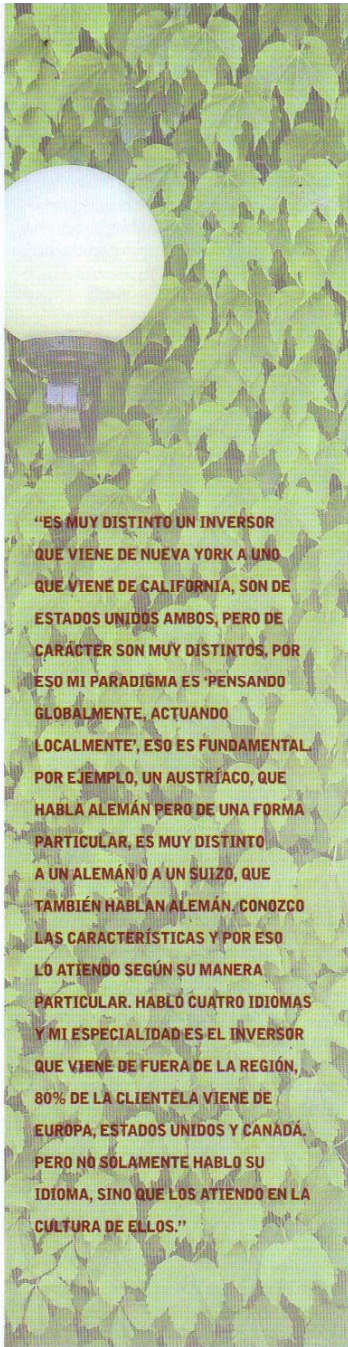 “ES MUY DISTINTO UN INVERSOR
QUE VIENE DE NUEVA YORK A UNO
QUE VIENE DE CALIFORNIA, SON DE
ESTADOS UNIDOS AMBOS, PERO DE
CARÁCTER SON MUY DISTINTOS, POR
ESO MI PARADIGMA ES ‘PENSANDO
GLOBALMENTE, ACTUANDO
LOCALMENTE’, ESO ES FUNDAMENTAL.
POR EJEMPLO, UN AUSTRÍACO, QUE
HABLA ALEMÁN PERO DE UNA FORMA
PARTICULAR, ES MUY DISTINTO
A UN ALEMÁN O A UN SUIZO, QUE
TAMBIÉN HABLAN ALEMÁN. CONOZCO
LAS CARACTERÍSTICAS Y POR ESO
LO ATIENDO SEGÚN SU MANERA
PARTICULAR. HABLO CUATRO IDIOMAS
Y MI ESPECIALIDAD ES EL INVERSOR
QUE VIENE DE FUERA DE LA REGIÓN,
80% DE LA CLIENTELA VIENE DE
EUROPA, ESTADOS UNIDOS Y CANADÁ.
PERO NO SOLAMENTE HABLO SU
IDIOMA, SINO QUE LOS ATIENDO EN LA
CULTURA DE ELLOS.”